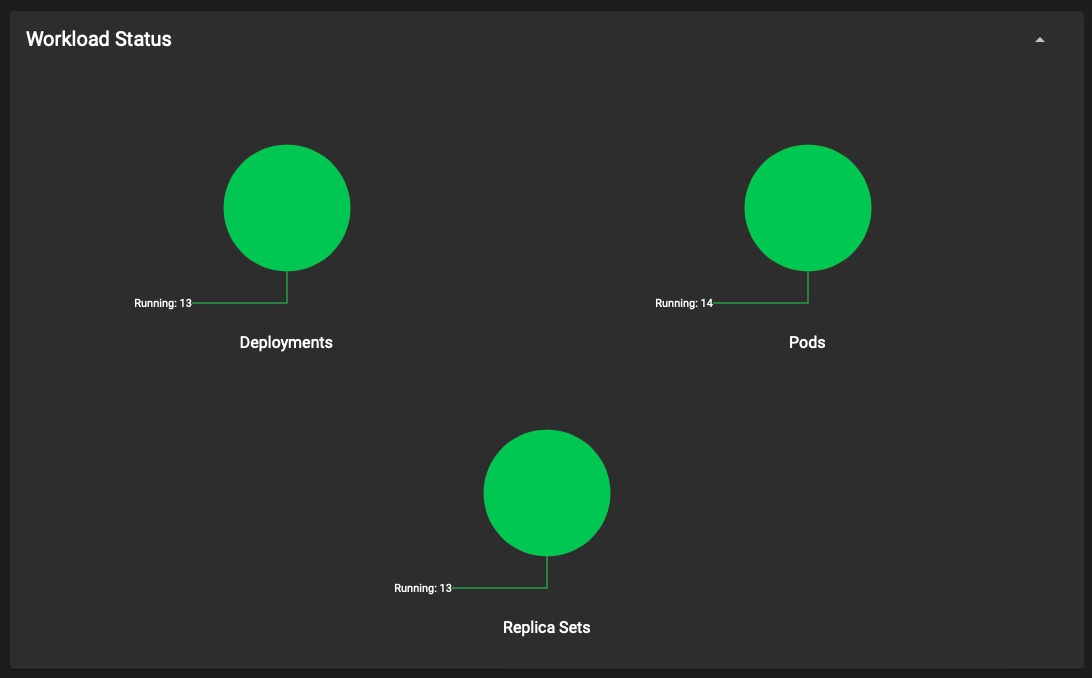 Workload Status
Running: 13
Running: 14
Deployments
Pods
Running: 13
Replica Sets